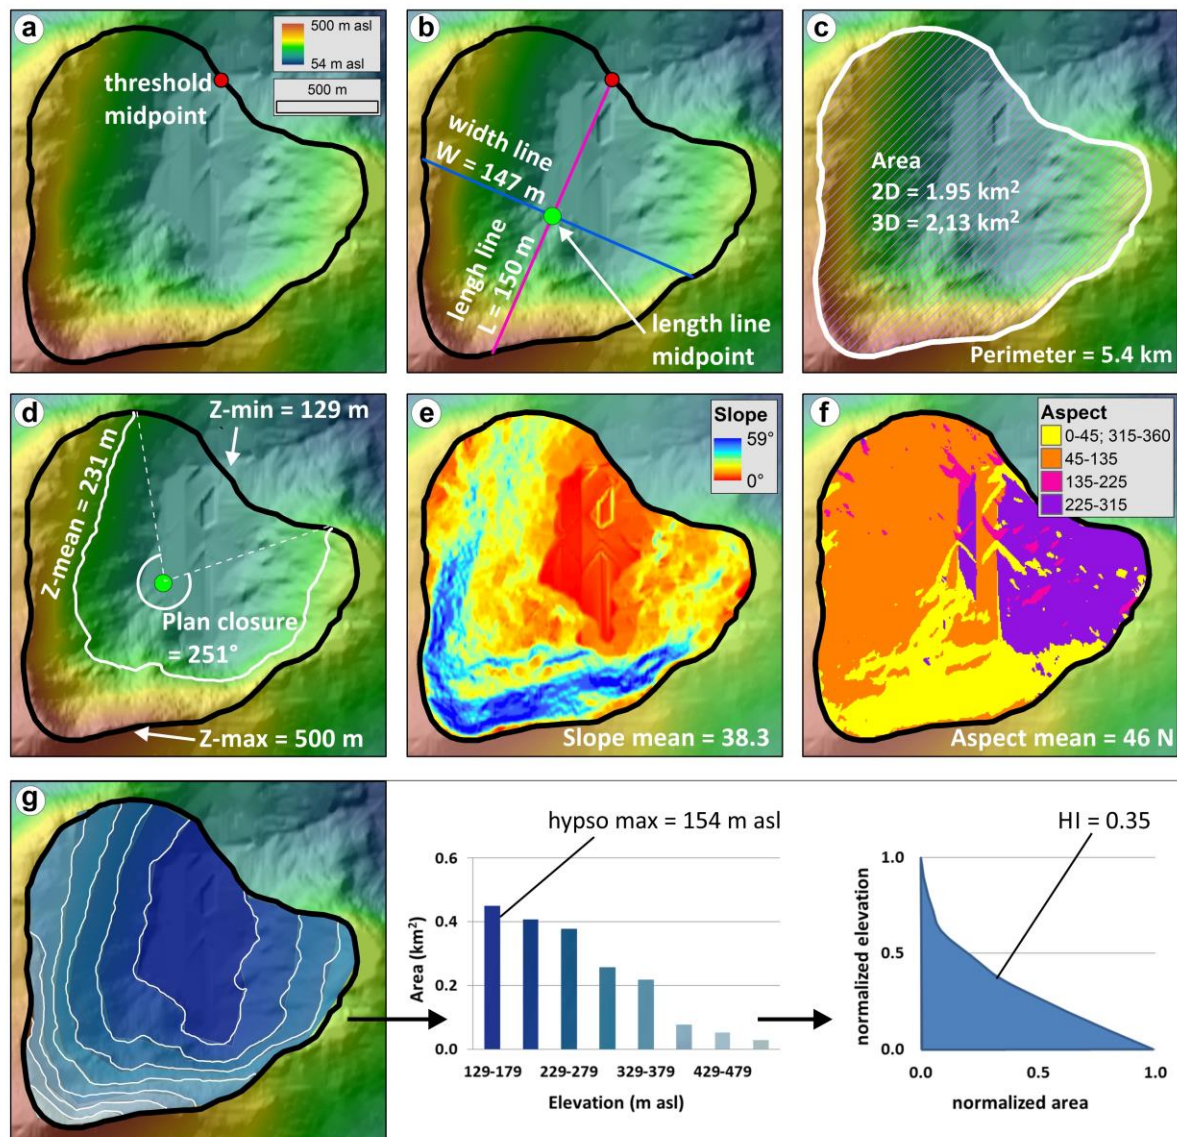 a
500 m asl
54 m asl
500 m
threshold
midpoint
b
width line
W = 147 m
lengh line
L = 150 m
length line
midpoint
c
Area
2D = 1.95 km²
3D = 2,13 km²
Perimeter = 5.4 km
d
Z-min = 129 m
Z-mean = 231 m
Plan closure
= 251°
Z-max = 500 m
e
Slope
59°
0°
Slope mean = 38.3
f
Aspect
0-45; 315-360
45-135
135-225
225-315
Aspect mean = 46 N
g
hypso max = 154 m asl
0.6
0.4
0.2
0.0
Area (km²)
129-179 229-279 329-379 429-479
Elevation (m asl)
HI = 0.35
1.0
0.5
0.0
normalized elevation
0.0 0.5 1.0
normalized area